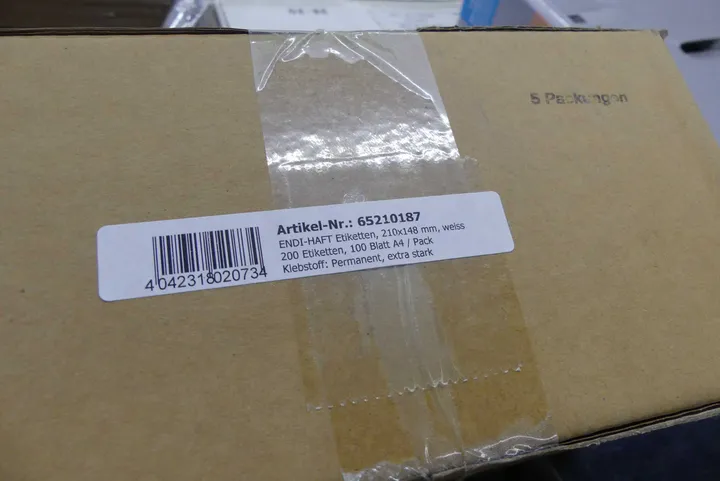 5 Packungen
Artikel-Nr.: 65210187
ENDI-HAFT Etiketten, 210x148 mm, weiss
200 Etiketten, 100 Blatt A4 / Pack
Klebstoff: Permanent, extra stark
4 042318 020734